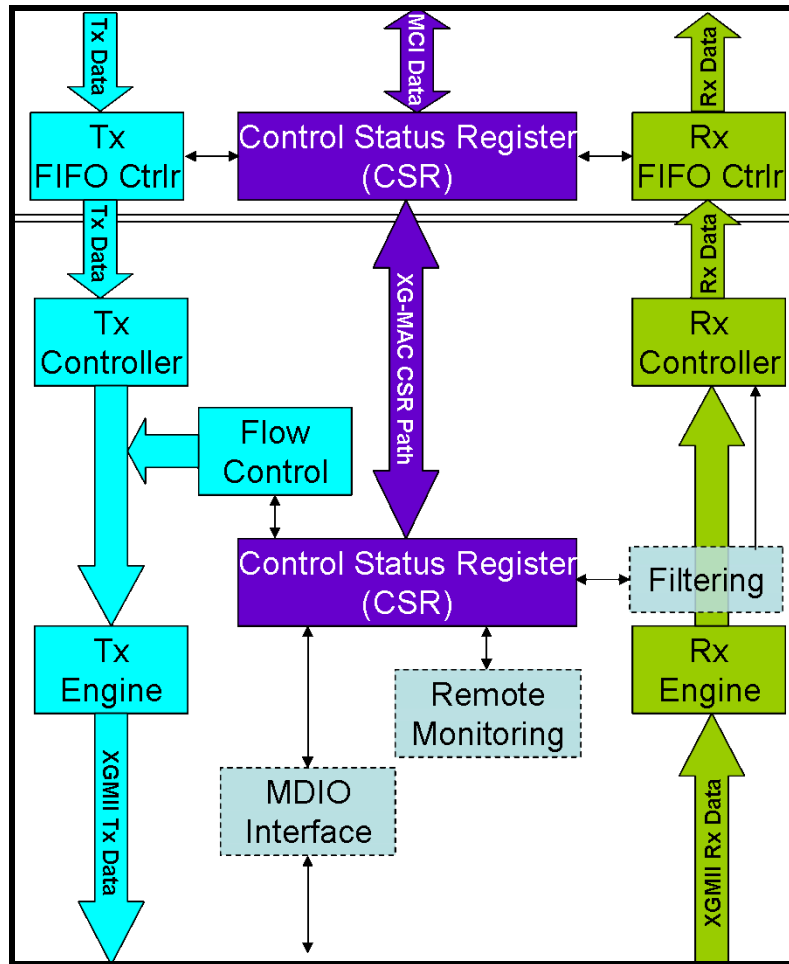 Tx Data
MCI Data
Rx Data
Tx
FIFO Ctrlr
Control Status Register
(CSR)
Rx
FIFO Ctrlr
Tx Data
Rx Data
Tx
Controller
XG-MAC CSR Path
Rx
Controller
Flow
Control
Control Status Register
(CSR)
Filtering
Tx
Engine
Remote
Monitoring
Rx
Engine
XGMII Tx Data
MDIO
Interface
XGMII Rx Data